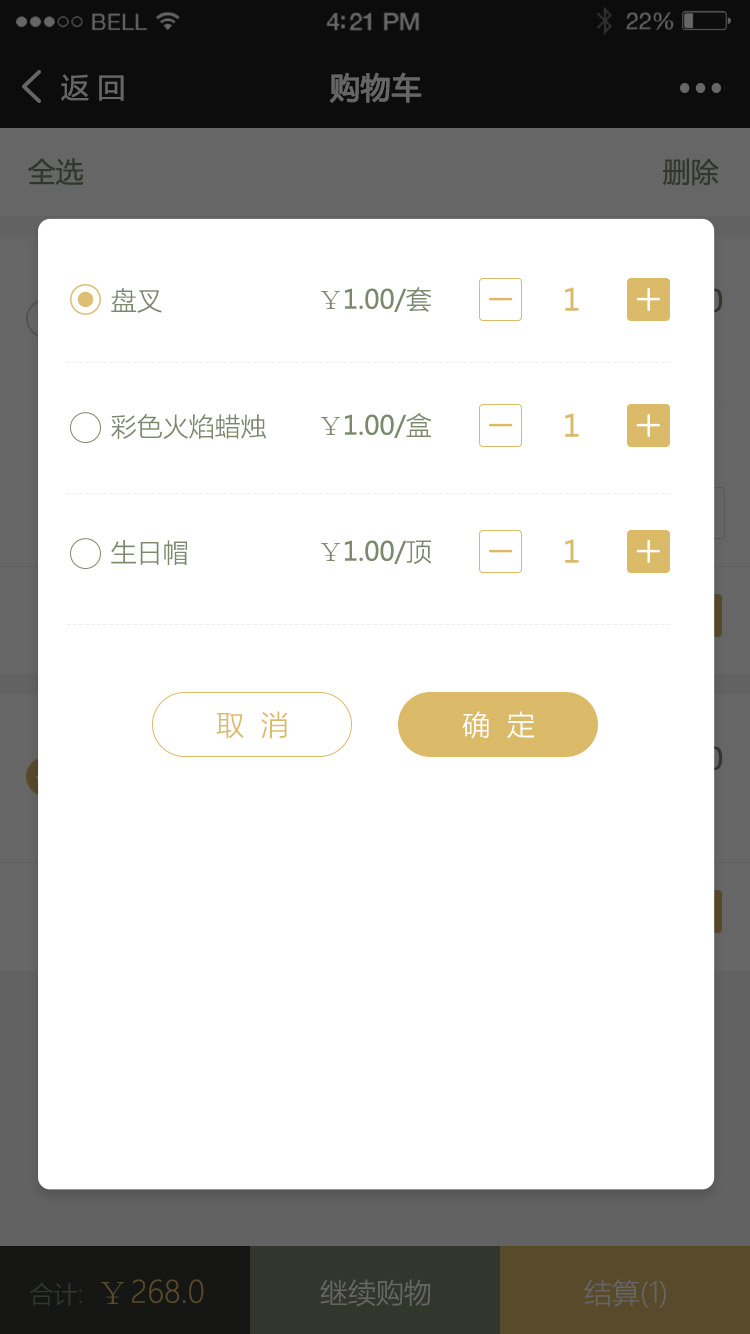 BELL 4:21 PM 22%
返回 购物车
全选 删除
盘叉 ￥1.00/套 1
彩色火焰蜡烛 ￥1.00/盒 1
生日帽 ￥1.00/顶 1
取消 确定
合计: ￥268.0 继续购物 结算(1)